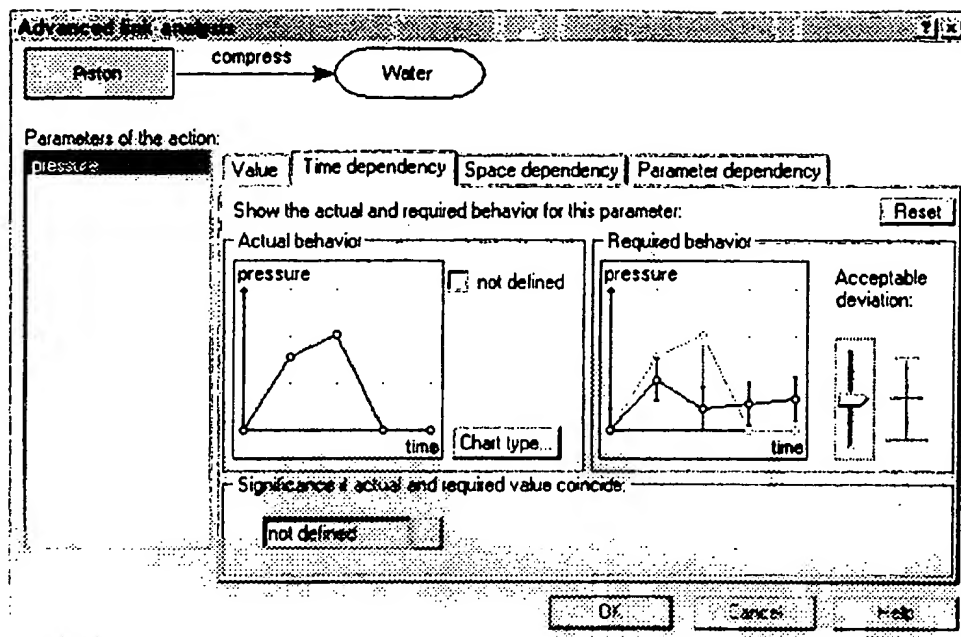 Advanced link analysis
? x
Piston compress Water
Parameters of the action:
pressure
Value Time dependency Space dependency Parameter dependency
Show the actual and required behavior for this parameter: Reset
Actual behavior
pressure
not defined
time
Chart type...
Required behavior
pressure
time
Acceptable
deviation:
Significance if actual and required value coincide:
not defined
OK Cancel Help